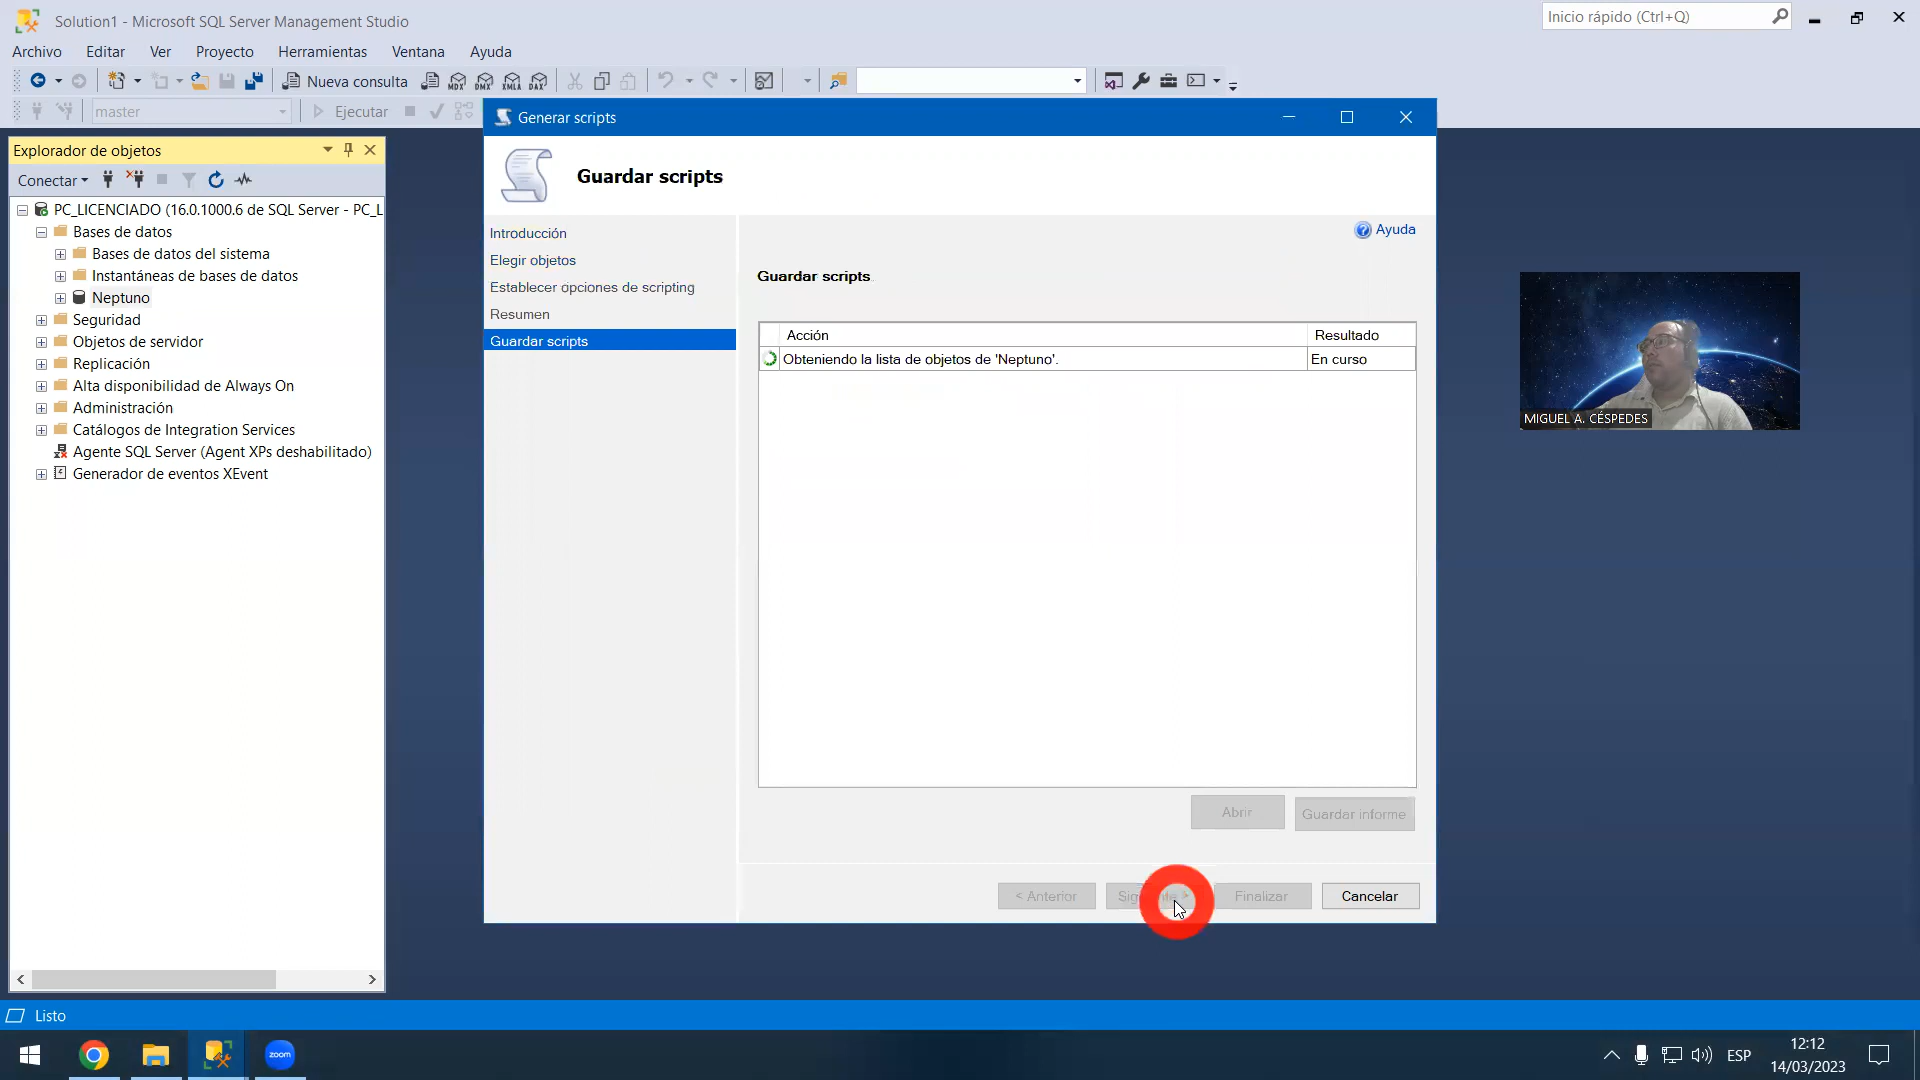 Solution1 - Microsoft SQL Server Management Studio
Inicio rápido (Ctrl+Q)
Archivo Editar Ver Proyecto Herramientas Ventana Ayuda
Nueva consulta MDX DMX XMLA DAX
master Ejecutar
Generar scripts
Explorador de objetos
Conectar
PC_LICENCIADO (16.0.1000.6 de SQL Server - PC_L
Bases de datos
Bases de datos del sistema
Instantáneas de bases de datos
Neptuno
Seguridad
Objetos de servidor
Replicación
Alta disponibilidad de Always On
Administración
Catálogos de Integration Services
Agente SQL Server (Agent XPs deshabilitado)
Generador de eventos XEvent
Guardar scripts
Introducción
Elegir objetos
Establecer opciones de scripting
Resumen
Guardar scripts
Ayuda
Guardar scripts
Acción Resultado
Obteniendo la lista de objetos de 'Neptuno'. En curso
Abrir Guardar informe
< Anterior Finalizar Cancelar
MIGUEL A. CÉSPEDES
Listo
zoom
ESP
12:12
14/03/2023